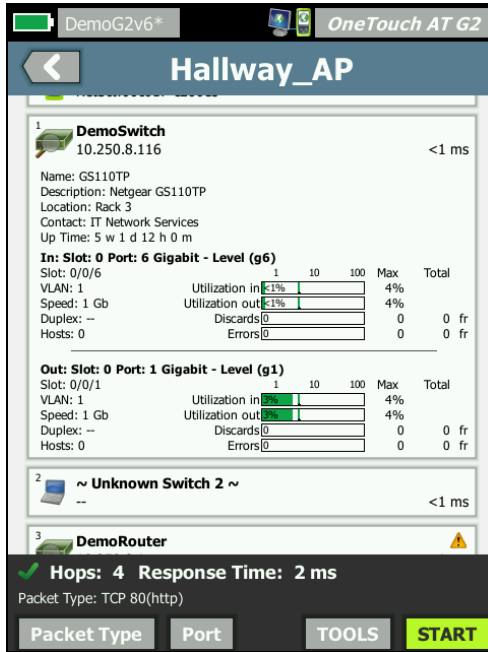 DemoG2v6* OneTouch AT G2
Hallway_AP
1 DemoSwitch
10.250.8.116 <1 ms
Name: GS110TP
Description: Netgear GS110TP
Location: Rack 3
Contact: IT Network Services
Up Time: 5 w 1 d 12 h 0 m
In: Slot: 0 Port: 6 Gigabit - Level (g6)
Slot: 0/0/6 1 10 100 Max Total
VLAN: 1 Utilization in <1% 4%
Speed: 1 Gb Utilization out <1% 4%
Duplex: -- Discards 0 0 0 fr
Hosts: 0 Errors 0 0 0 fr
Out: Slot: 0 Port: 1 Gigabit - Level (g1)
Slot: 0/0/1 1 10 100 Max Total
VLAN: 1 Utilization in 3% 4%
Speed: 1 Gb Utilization out 3% 4%
Duplex: -- Discards 0 0 0 fr
Hosts: 0 Errors 0 0 0 fr
2 ~ Unknown Switch 2 ~
-- <1 ms
3 DemoRouter
Hops: 4 Response Time: 2 ms
Packet Type: TCP 80(http)
Packet Type Port TOOLS START